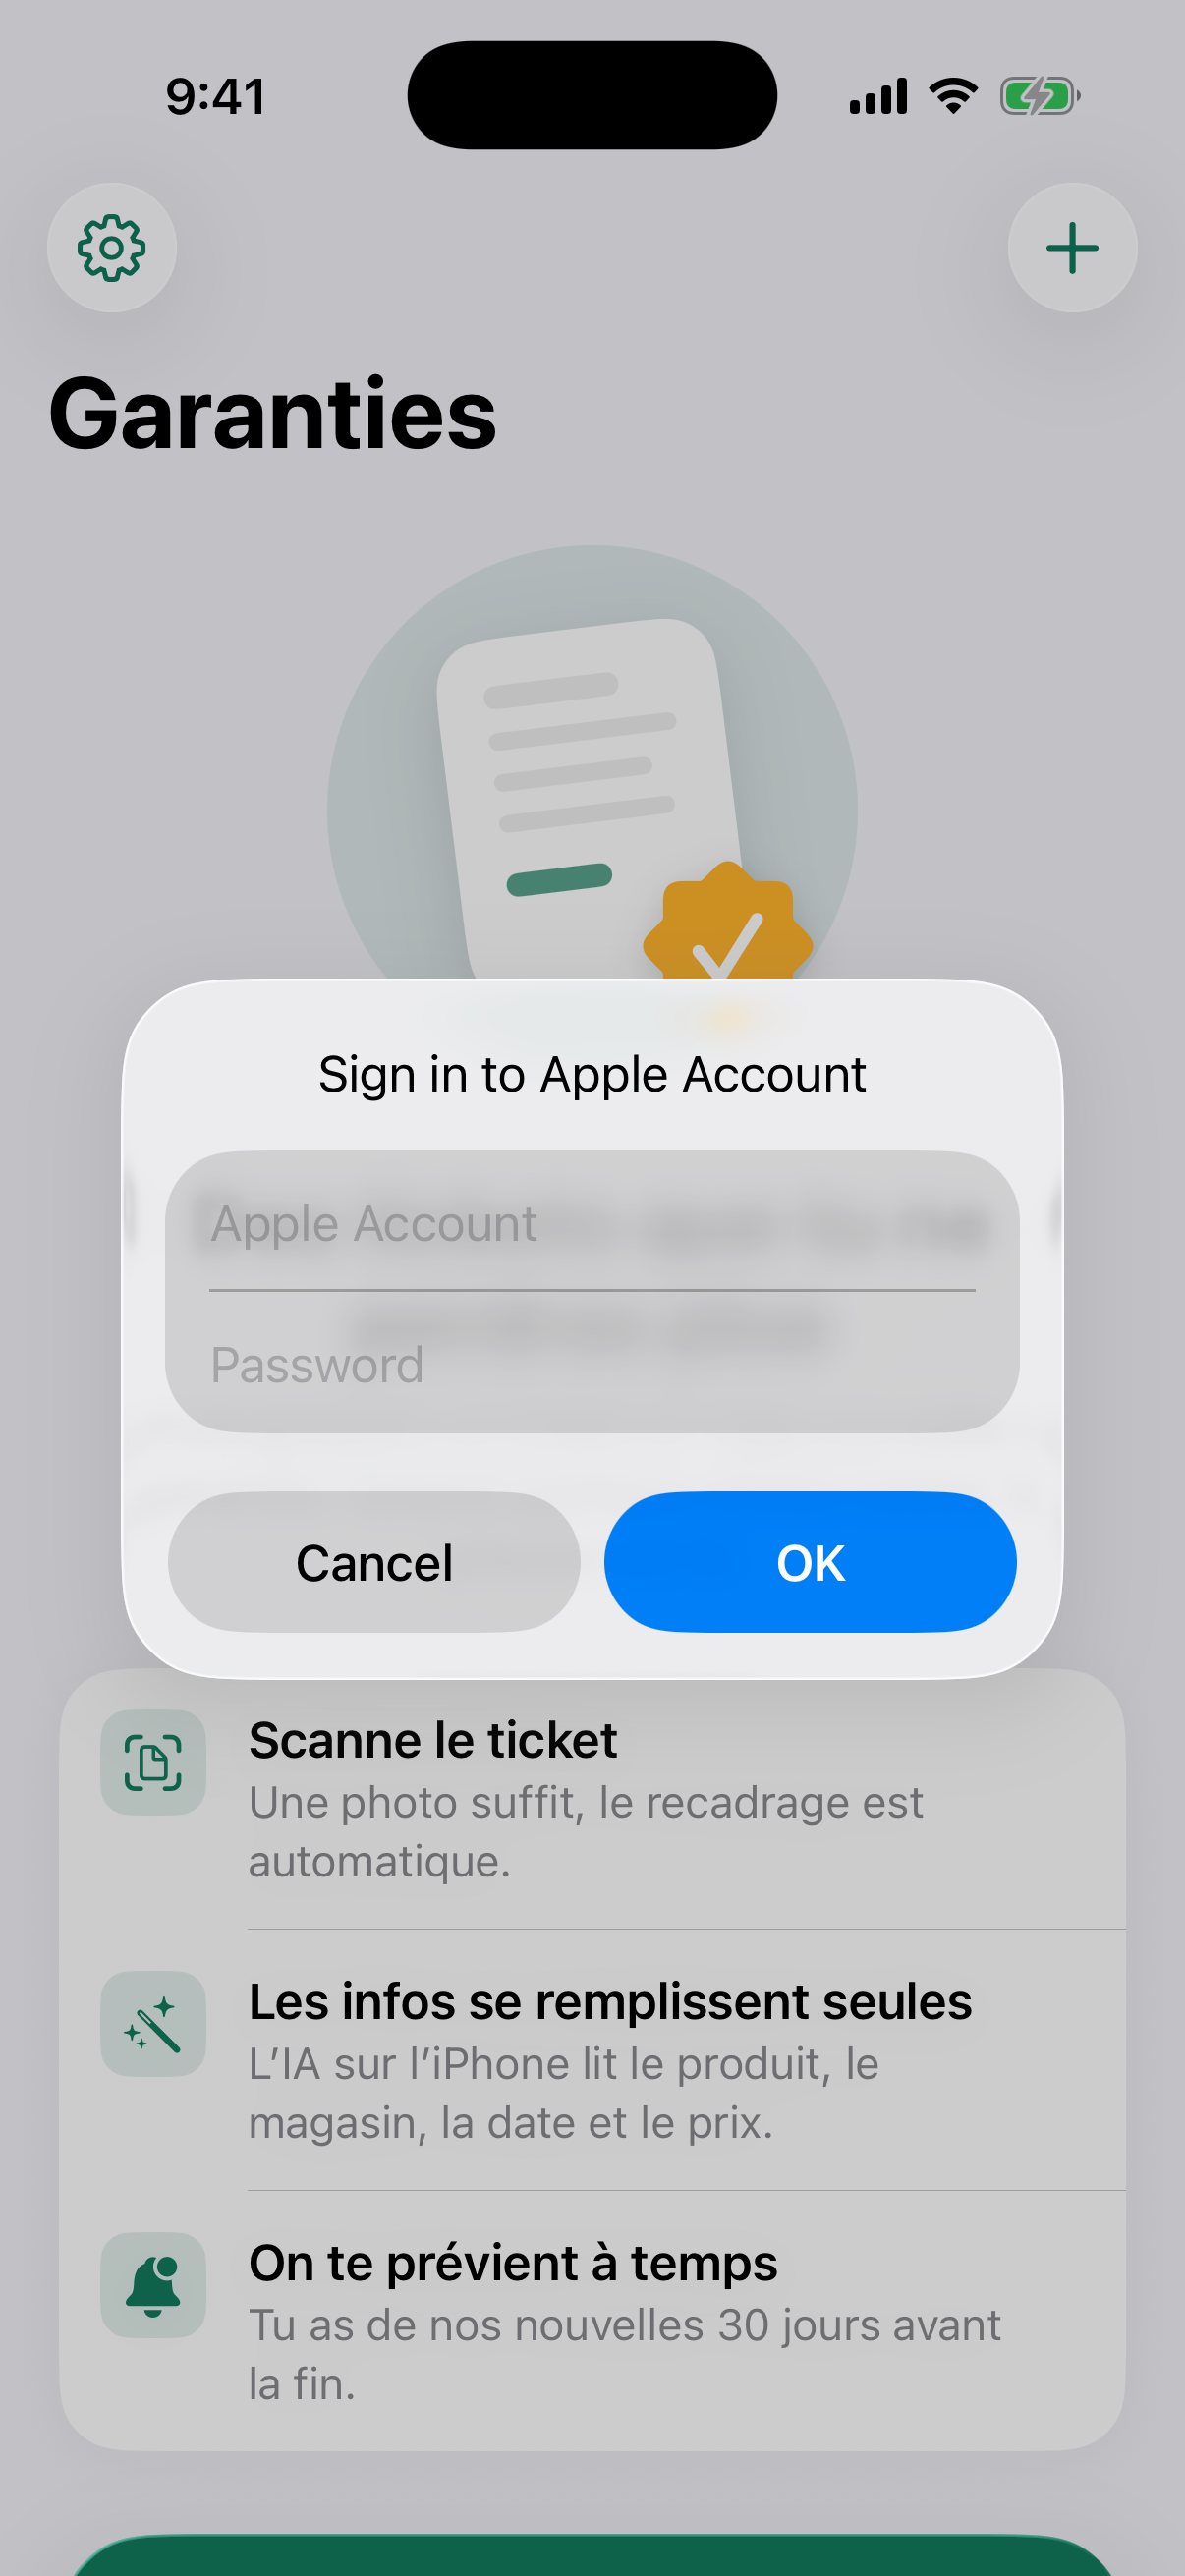 9:41
Garanties
Sign in to Apple Account
Apple Account
Password
Cancel
OK
Scanne le ticket
Une photo suffit, le recadrage est
automatique.
Les infos se remplissent seules
L’IA sur l’iPhone lit le produit, le
magasin, la date et le prix.
On te prévient à temps
Tu as de nos nouvelles 30 jours avant
la fin.